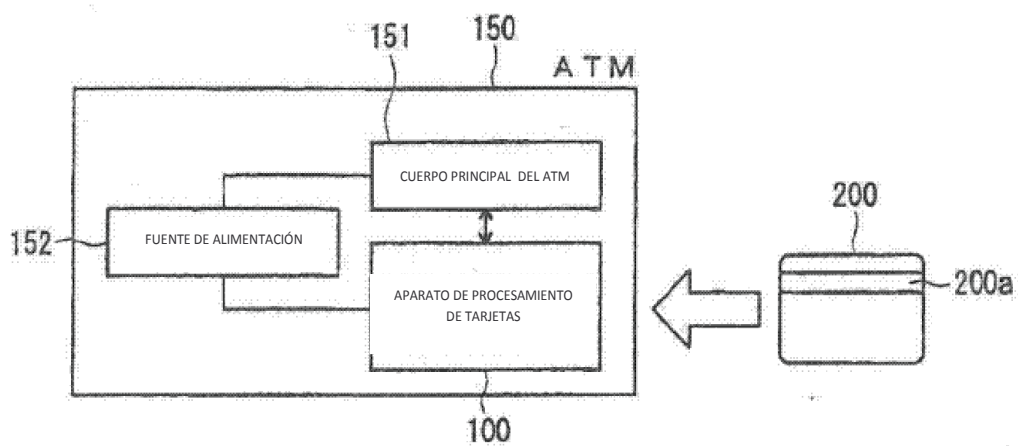 151
150
ATM
CUERPO PRINCIPAL DEL ATM
152
FUENTE DE ALIMENTACIÓN
200
200a
APARATO DE PROCESAMIENTO
DE TARJETAS
100